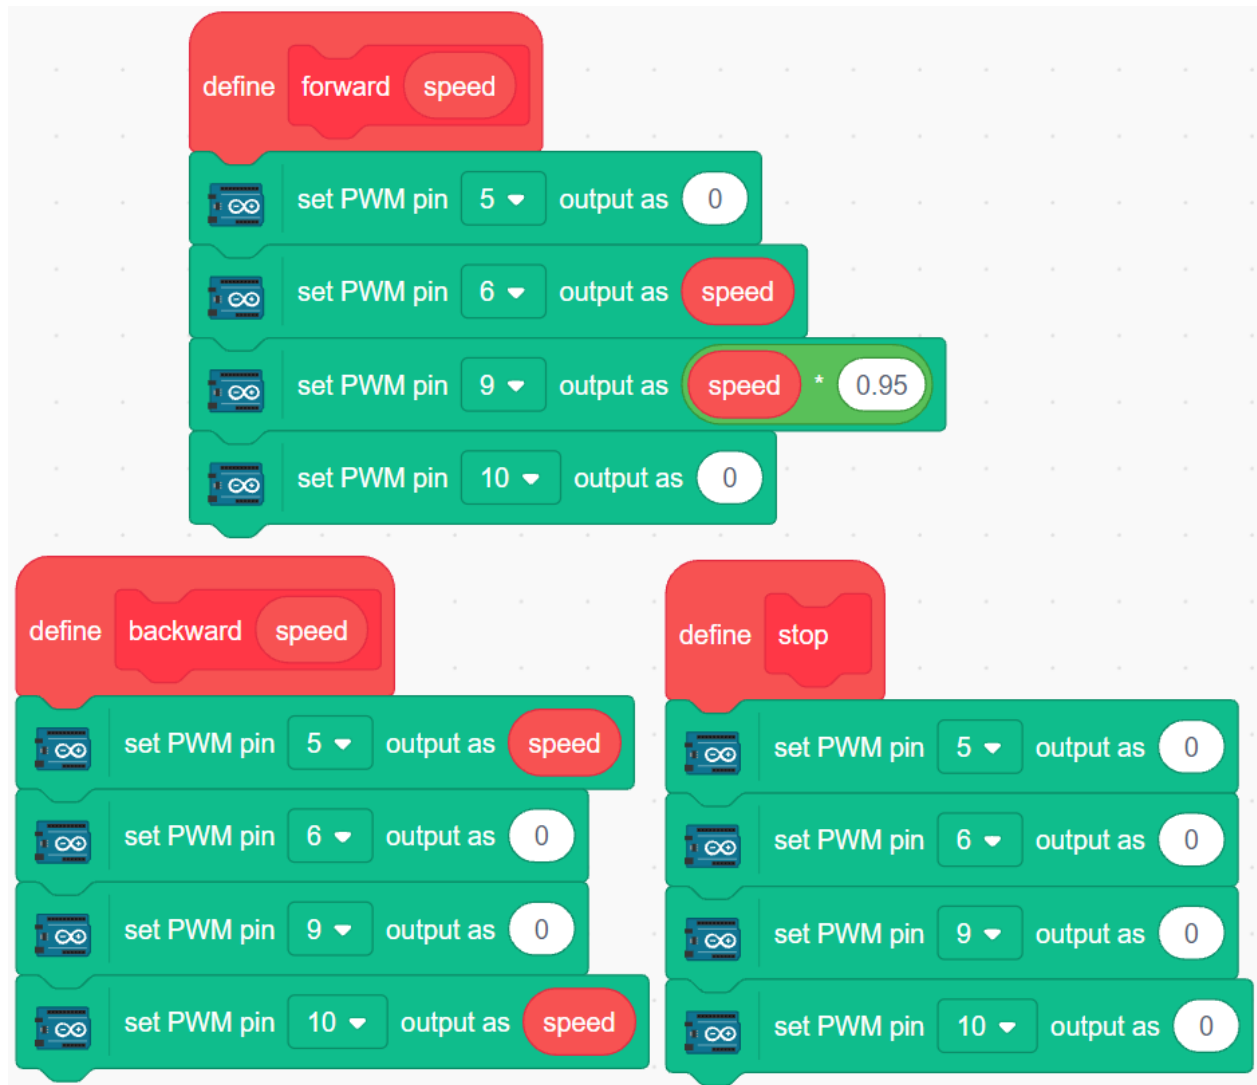 define forward speed
set PWM pin 5 output as 0
set PWM pin 6 output as speed
set PWM pin 9 output as speed * 0.95
set PWM pin 10 output as 0
define backward speed
set PWM pin 5 output as speed
set PWM pin 6 output as 0
set PWM pin 9 output as 0
set PWM pin 10 output as speed
define stop
set PWM pin 5 output as 0
set PWM pin 6 output as 0
set PWM pin 9 output as 0
set PWM pin 10 output as 0